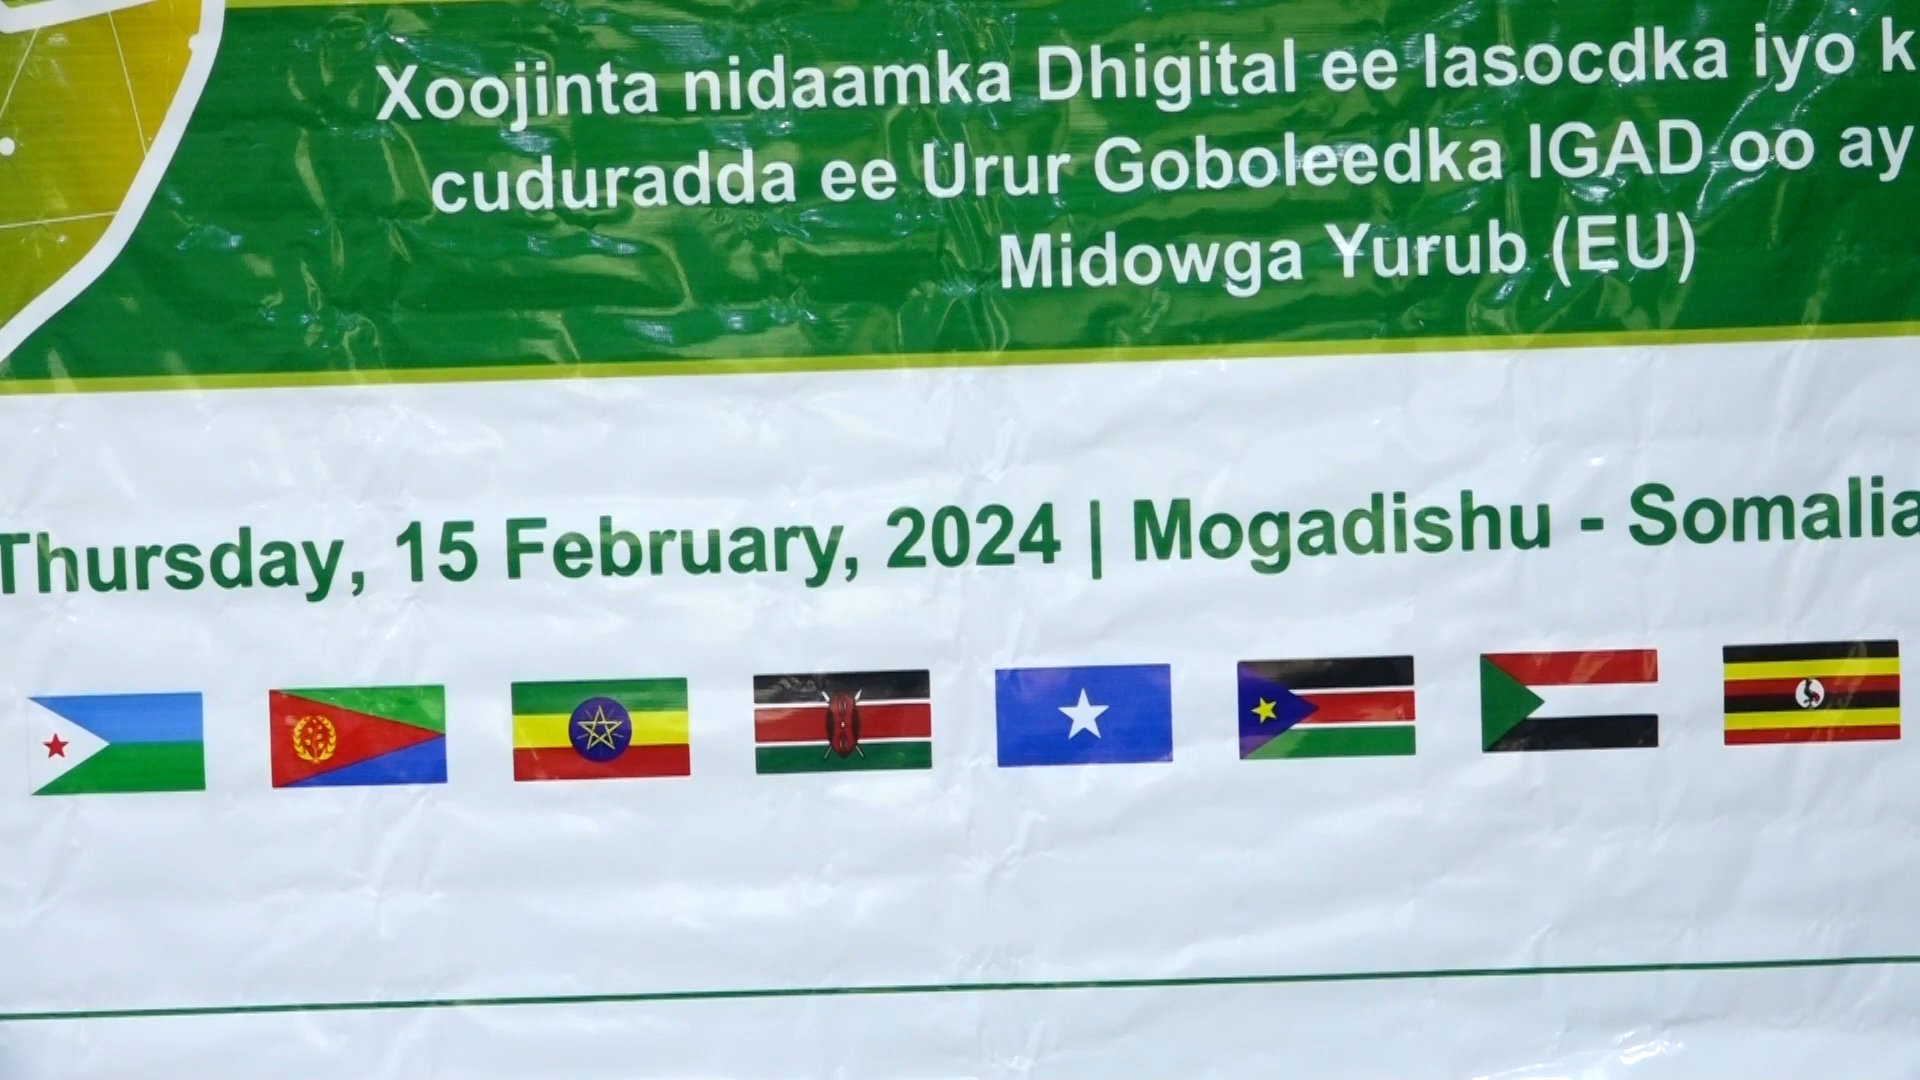 Xoojinta nidaamka Dhigital ee lasocdka iyo
cuduradda ee Urur Goboleedka IGAD oo ay
Midowga Yurub (EU)
Thursday, 15 February, 2024 | Mogadishu - Somalia